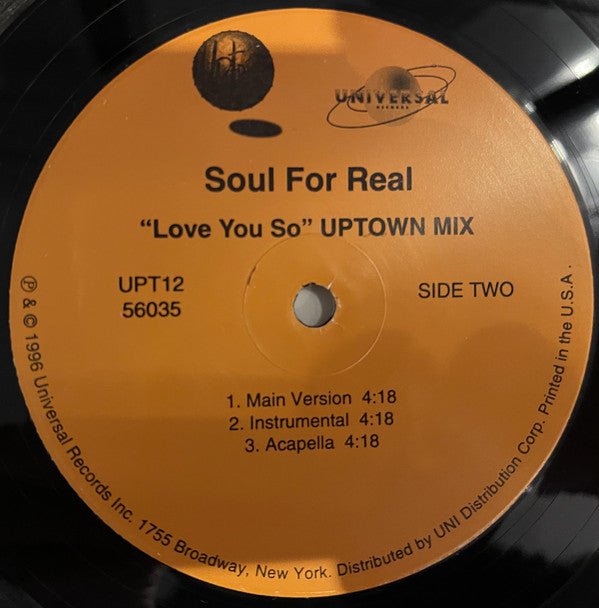 UNIVERSAL
RECORDS
Soul For Real
“Love You So” UPTOWN MIX
UPT12
56035
SIDE TWO
1. Main Version 4:18
2. Instrumental 4:18
3. Acapella 4:18
℗ & © 1996 Universal Records Inc. 1755 Broadway, New York. Distributed by UNI Distribution Corp. Printed in the U.S.A.